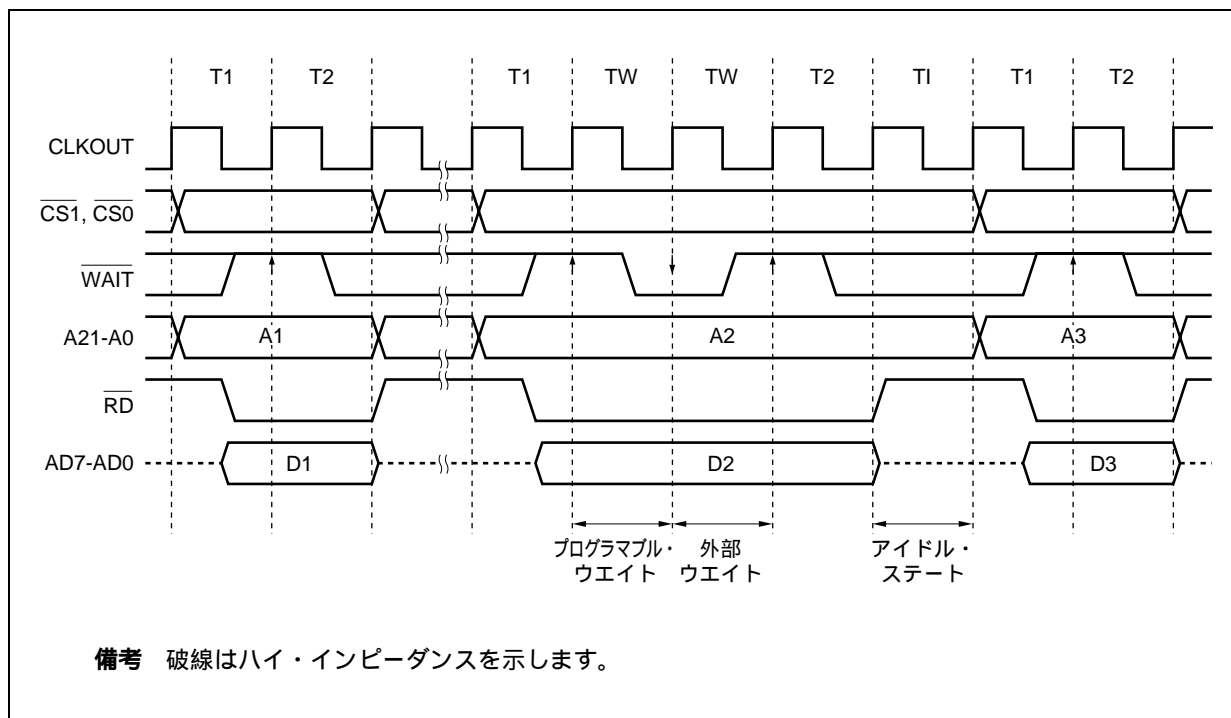 T1 T2 T1 TW TW T2 TI T1 T2
CLKOUT
CS1, CS0
WAIT
A21-A0 A1 A2 A3
RD
AD7-AD0 D1 D2 D3
プログラマブル・ウエイト
外部ウエイト
アイドル・ステート
備考 破線はハイ・インピーダンスを示します。